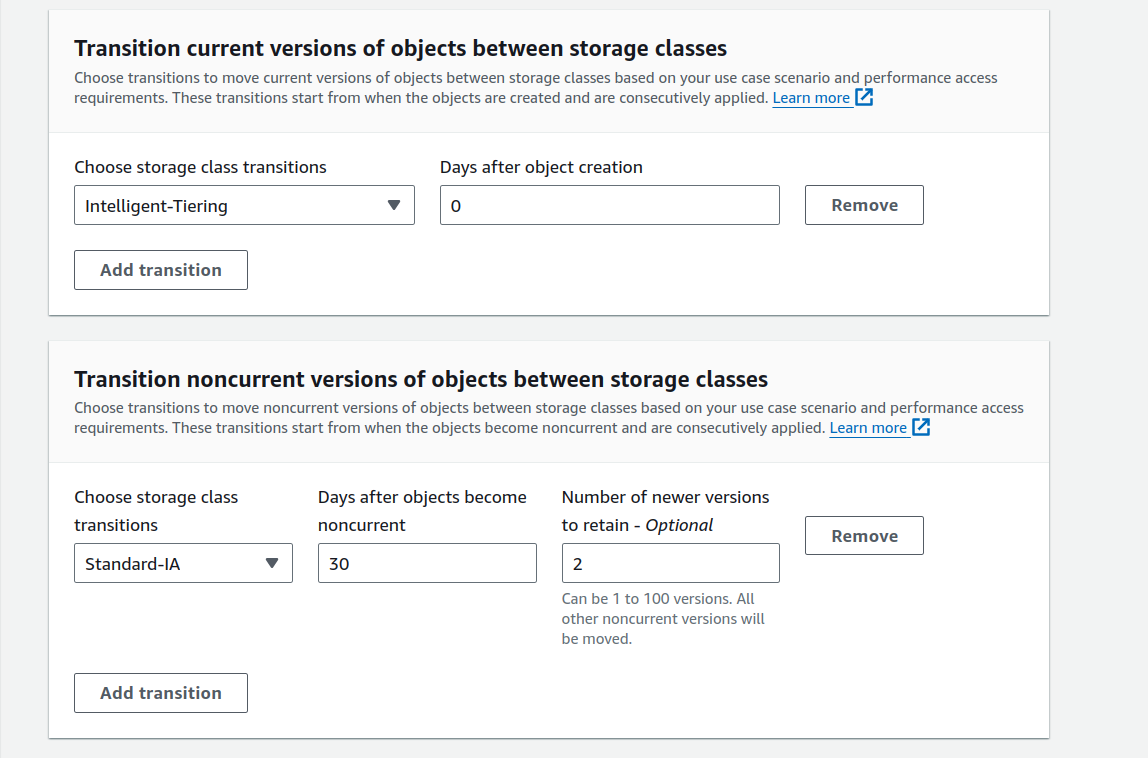 Transition current versions of objects between storage classes
Choose transitions to move current versions of objects between storage classes based on your use case scenario and performance access
requirements. These transitions start from when the objects are created and are consecutively applied. Learn more
Choose storage class transitions
Days after object creation
Intelligent-Tiering
0
Remove
Add transition
Transition noncurrent versions of objects between storage classes
Choose transitions to move noncurrent versions of objects between storage classes based on your use case scenario and performance access
requirements. These transitions start from when the objects become noncurrent and are consecutively applied. Learn more
Choose storage class
transitions
Days after objects become
noncurrent
Number of newer versions
to retain - Optional
Standard-IA
30
2
Remove
Can be 1 to 100 versions. All
other noncurrent versions will
be moved.
Add transition